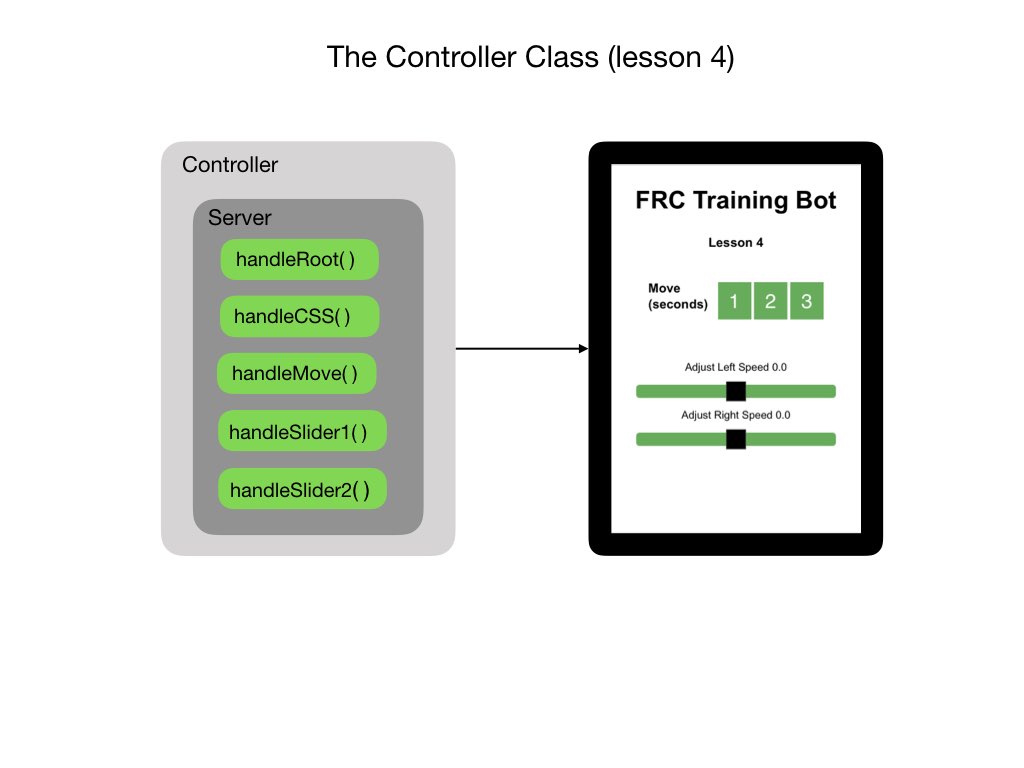 The Controller Class (lesson 4)
Controller
Server
handleRoot( )
handleCSS( )
handleMove( )
handleSlider1( )
handleSlider2( )
FRC Training Bot
Lesson 4
Move
(seconds)
1 2 3
Adjust Left Speed 0.0
Adjust Right Speed 0.0